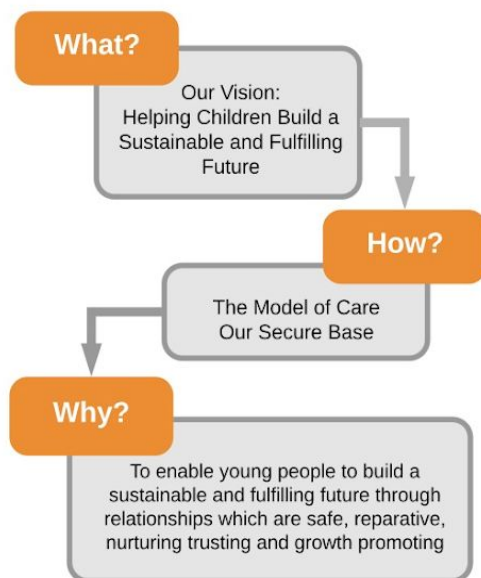 What?
Our Vision:
Helping Children Build a
Sustainable and Fulfilling
Future
How?
The Model of Care
Our Secure Base
Why?
To enable young people to build a
sustainable and fulfilling future through
relationships which are safe, reparative,
nurturing trusting and growth promoting